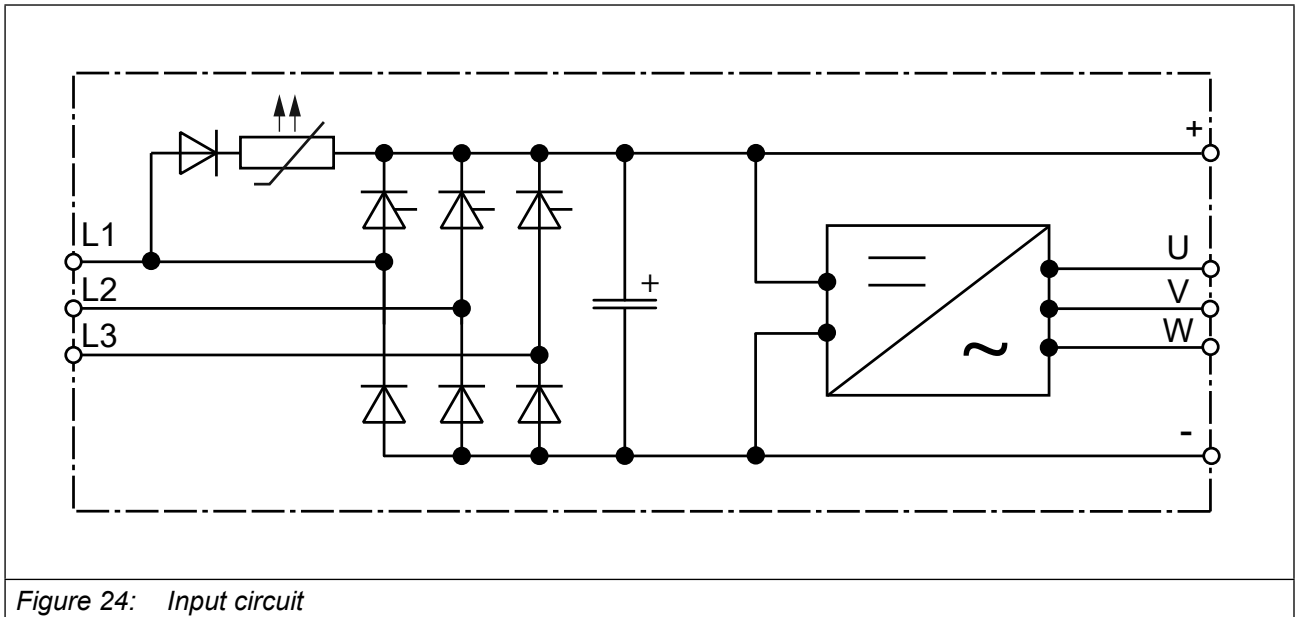 +
L1
L2
L3
+
U
V
W
~
-
Figure 24: Input circuit